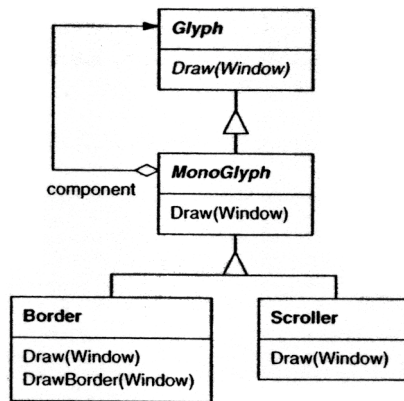 Glyph
Draw(Window)
MonoGlyph
component
Draw(Window)
Border
Draw(Window)
DrawBorder(Window)
Scroller
Draw(Window)